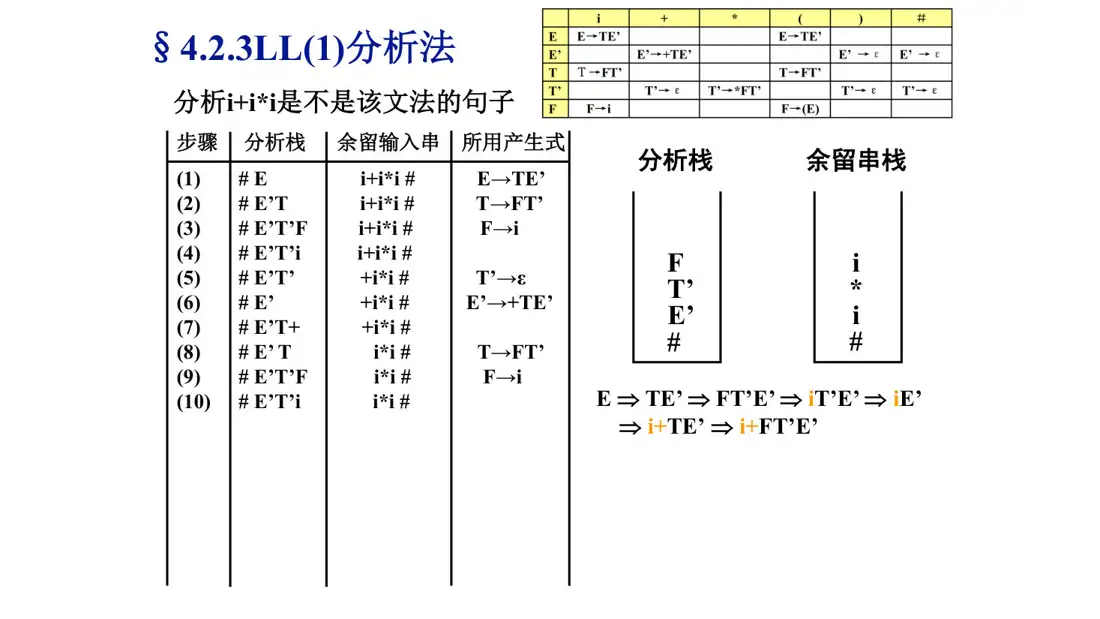 §4.2.3LL(1)分析法
i + * ( ) #
E E→TE’ E→TE’
E’ E’→+TE’ E’→ε E’→ε
T T→FT’ T→FT’
T’ T’→ε T’→*FT’ T’→ε T’→ε
F F→i F→(E)
分析i+i*i是不是该文法的句子
步骤 分析栈 余留输入串 所用产生式
(1) # E i+i*i # E→TE’
(2) # E’T i+i*i # T→FT’
(3) # E’T’F i+i*i # F→i
(4) # E’T’i i+i*i #
(5) # E’T’ +i*i # T’→ε
(6) # E’ +i*i # E’→+TE’
(7) # E’T+ +i*i #
(8) # E’ T i*i # T→FT’
(9) # E’T’F i*i # F→i
(10) # E’T’i i*i #
分析栈 余留串栈
F i
T’ *
E’ i
# #
E ⇒ TE’ ⇒ FT’E’ ⇒ iT’E’ ⇒ iE’
⇒ i+TE’ ⇒ i+FT’E’